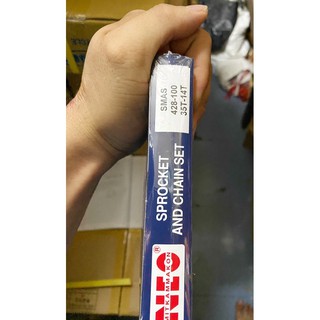 SMAS
428-100
35T-14T
SPROCKET
AND CHAIN SET